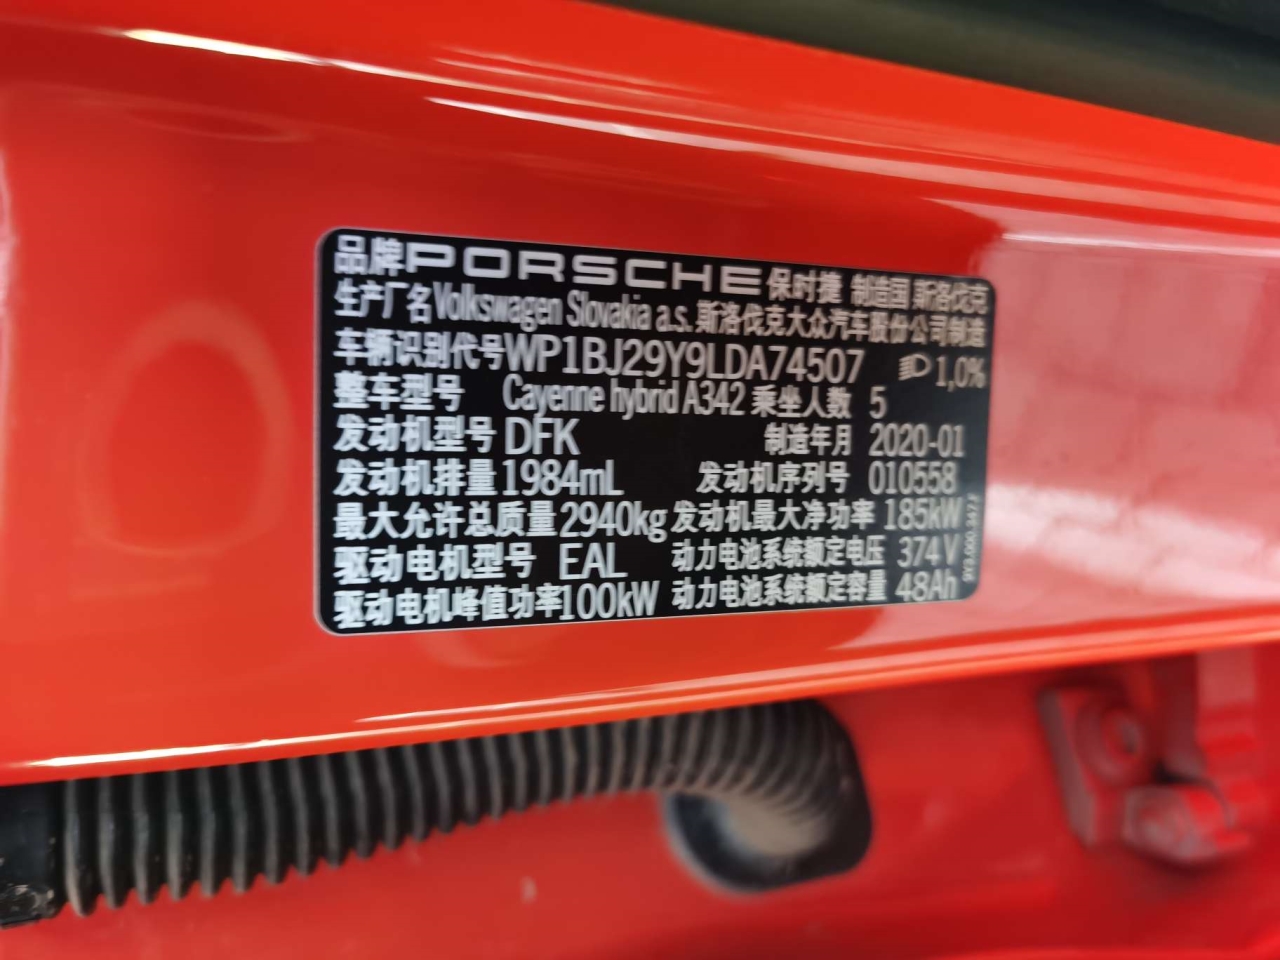 品牌PORSCHE保时捷 制造国 斯洛伐克
生产厂名Volkswagen Slovakia a.s.斯洛伐克大众汽车股份公司制造
车辆识别代号WP1BJ29Y9LDA74507 1,0%
整车型号 Cayenne hybrid A342 乘坐人数 5
发动机型号DFK 制造年月 2020-01
发动机排量1984mL 发动机序列号 010558
最大允许总质量2940kg发动机最大净功率 185kW
驱动电机型号 EAL 动力电池系统额定电压 374V
驱动电机峰值功率100kW 动力电池系统额定容量 48Ah